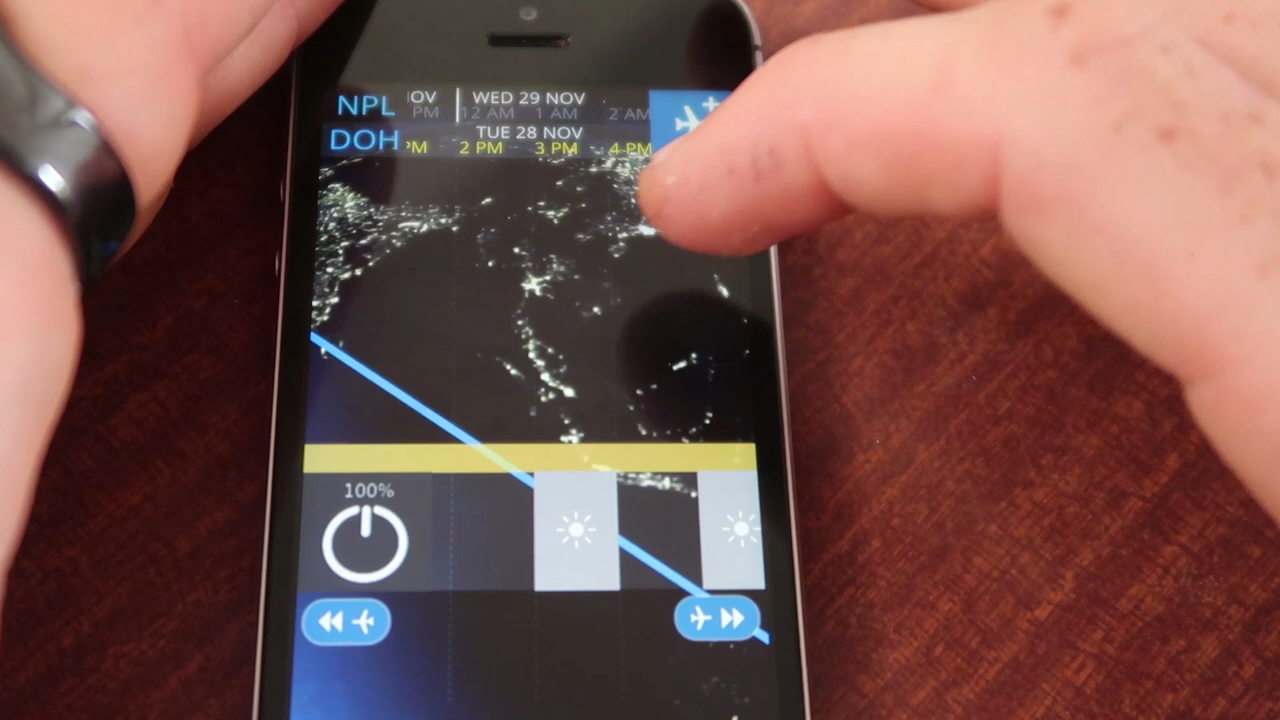 NPL OV WED 29 NOV
PM 12 AM 1 AM 2 AM
DOH TUE 28 NOV
PM 2 PM 3 PM 4 PM
100%